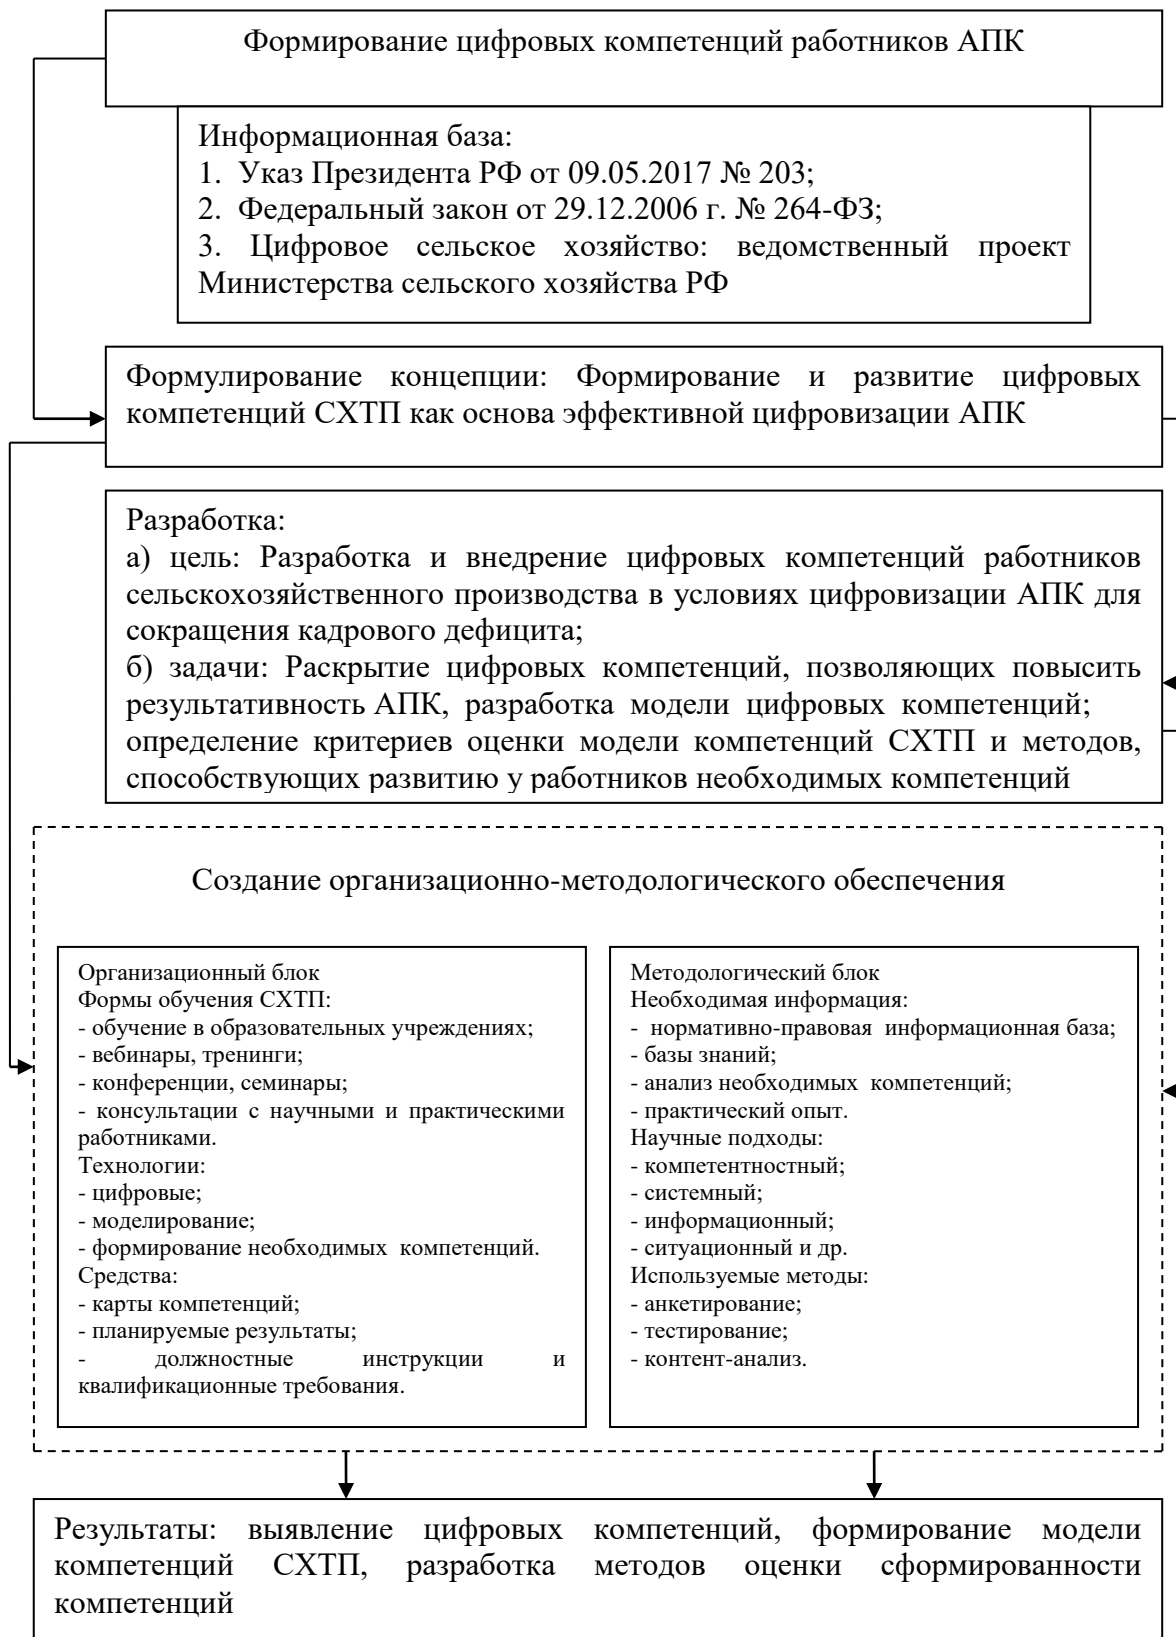 Формирование цифровых компетенций работников АПК
Информационная база:
1. Указ Президента РФ от 09.05.2017 № 203;
2. Федеральный закон от 29.12.2006 г. № 264-ФЗ;
3. Цифровое сельское хозяйство: ведомственный проект
Министерства сельского хозяйства РФ
Формулирование концепции: Формирование и развитие цифровых
компетенций СХТП как основа эффективной цифровизации АПК
Разработка:
а) цель: Разработка и внедрение цифровых компетенций работников
сельскохозяйственного производства в условиях цифровизации АПК для
сокращения кадрового дефицита;
б) задачи: Раскрытие цифровых компетенций, позволяющих повысить
результативность АПК, разработка модели цифровых компетенций;
определение критериев оценки модели компетенций СХТП и методов,
способствующих развитию у работников необходимых компетенций
Создание организационно-методологического обеспечения
Организационный блок
Формы обучения СХТП:
- обучение в образовательных учреждениях;
- вебинары, тренинги;
- конференции, семинары;
- консультации с научными и практическими
работниками.
Технологии:
- цифровые;
- моделирование;
- формирование необходимых компетенций.
Средства:
- карты компетенций;
- планируемые результаты;
- должностные инструкции и
квалификационные требования.
Методологический блок
Необходимая информация:
- нормативно-правовая информационная база;
- базы знаний;
- анализ необходимых компетенций;
- практический опыт.
Научные подходы:
- компетентностный;
- системный;
- информационный;
- ситуационный и др.
Используемые методы:
- анкетирование;
- тестирование;
- контент-анализ.
Результаты: выявление цифровых компетенций, формирование модели
компетенций СХТП, разработка методов оценки сформированности
компетенций